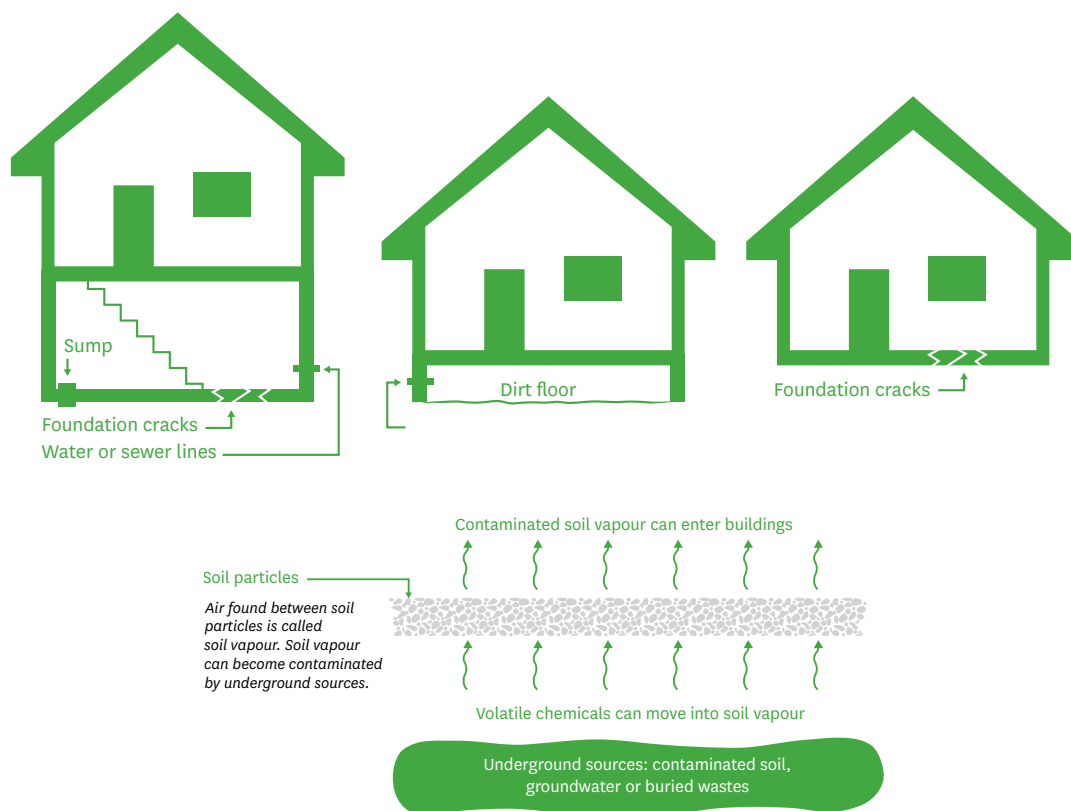 Sump
Foundation cracks
Water or sewer lines
Dirt floor
Foundation cracks
Contaminated soil vapour can enter buildings
Soil particles
Air found between soil
particles is called
soil vapour. Soil vapour
can become contaminated
by underground sources.
Volatile chemicals can move into soil vapour
Underground sources: contaminated soil,
groundwater or buried wastes